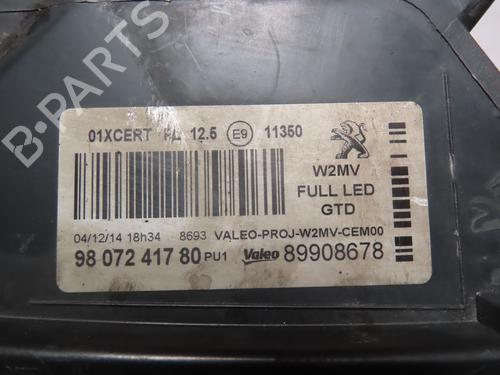 B-PARTS
01XCERT PL 12.5 E9 11350
W2MV
FULL LED
GTD
04/12/14 18h34 8693 VALEO-PROJ-W2MV-CEM00
98 072 417 80 PU1 Valeo 89908678